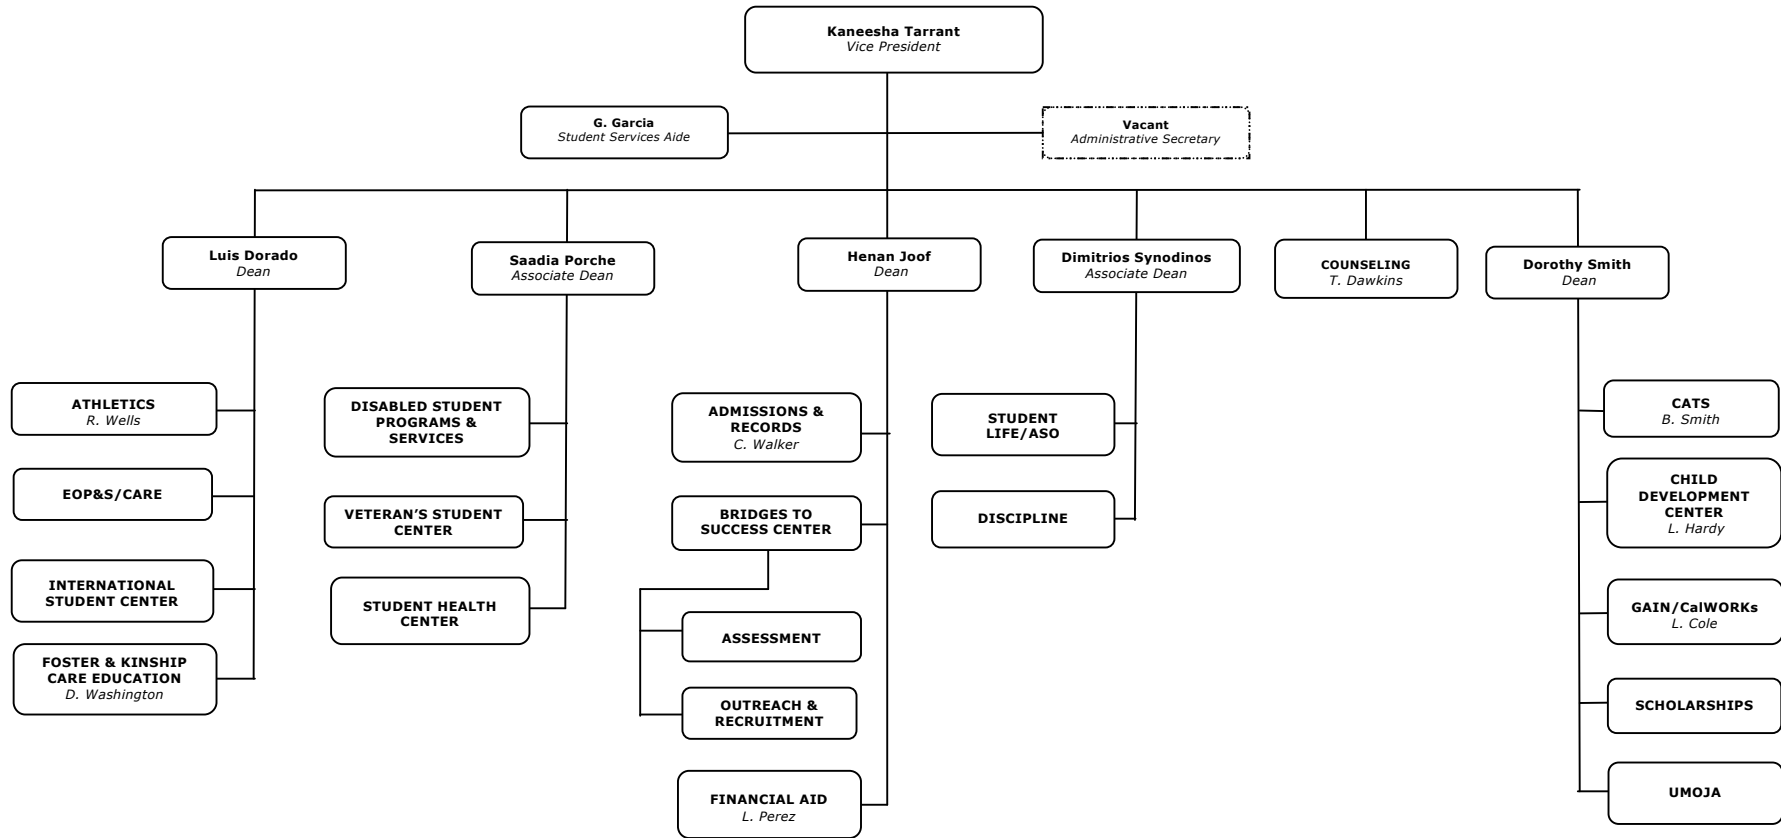 Kaneesha Tarrant
Vice President
G. Garcia
Student Services Aide
Vacant
Administrative Secretary
Luis Dorado
Dean
Saadia Porche
Associate Dean
Henan Joof
Dean
Dimitrios Synodinos
Associate Dean
COUNSELING
T. Dawkins
Dorothy Smith
Dean
ATHLETICS
R. Wells
EOP&S/CARE
INTERNATIONAL
STUDENT CENTER
FOSTER & KINSHIP
CARE EDUCATION
D. Washington
DISABLED STUDENT
PROGRAMS &
SERVICES
VETERAN’S STUDENT
CENTER
STUDENT HEALTH
CENTER
ADMISSIONS &
RECORDS
C. Walker
BRIDGES TO
SUCCESS CENTER
ASSESSMENT
OUTREACH &
RECRUITMENT
FINANCIAL AID
L. Perez
STUDENT
LIFE/ASO
DISCIPLINE
CATS
B. Smith
CHILD
DEVELOPMENT
CENTER
L. Hardy
GAIN/CalWORKs
L. Cole
SCHOLARSHIPS
UMOJA